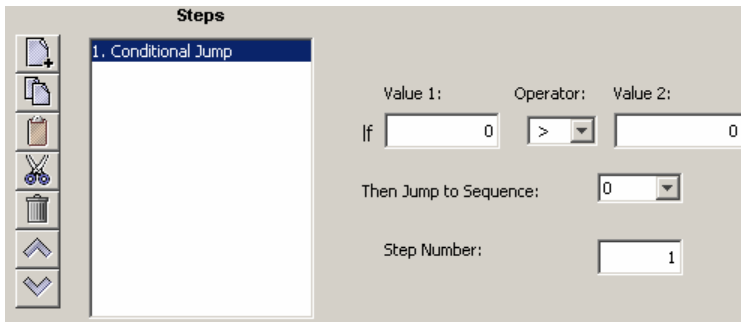 Steps
1. Conditional Jump
Value 1: Operator: Value 2:
If 0 > 0
Then Jump to Sequence: 0
Step Number: 1